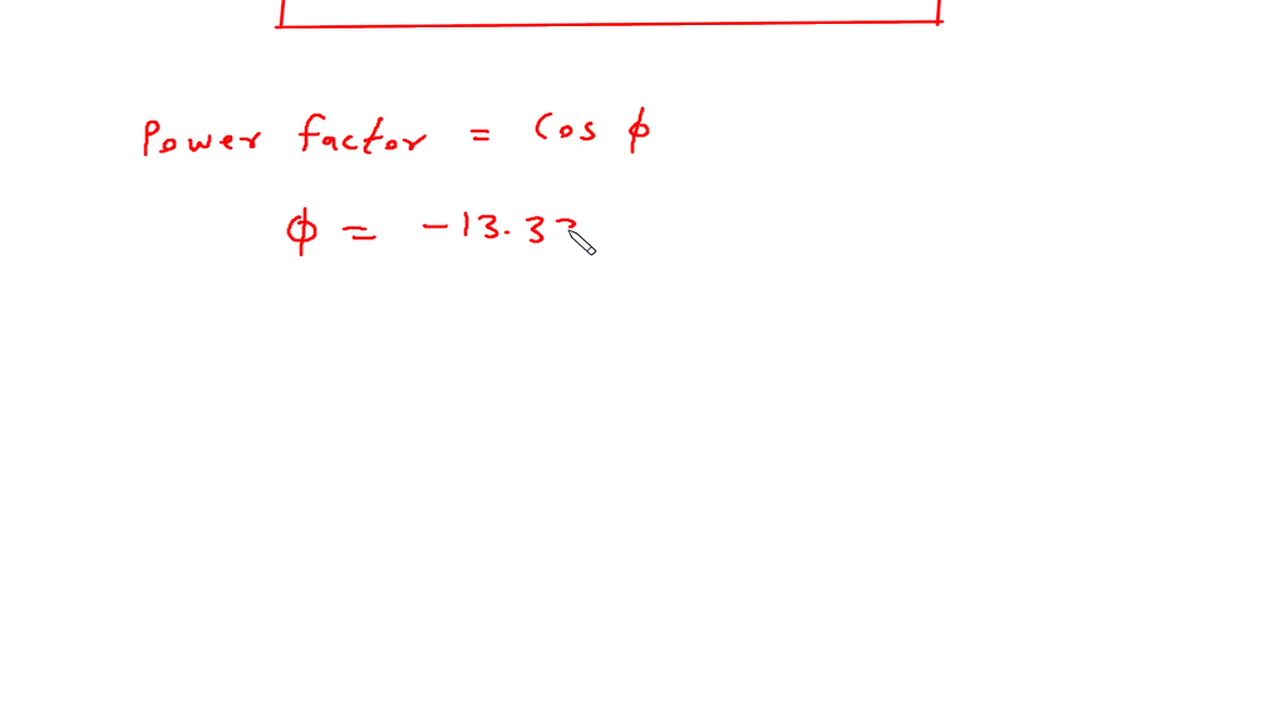 Power factor = Cos ϕ
ϕ = -13.3